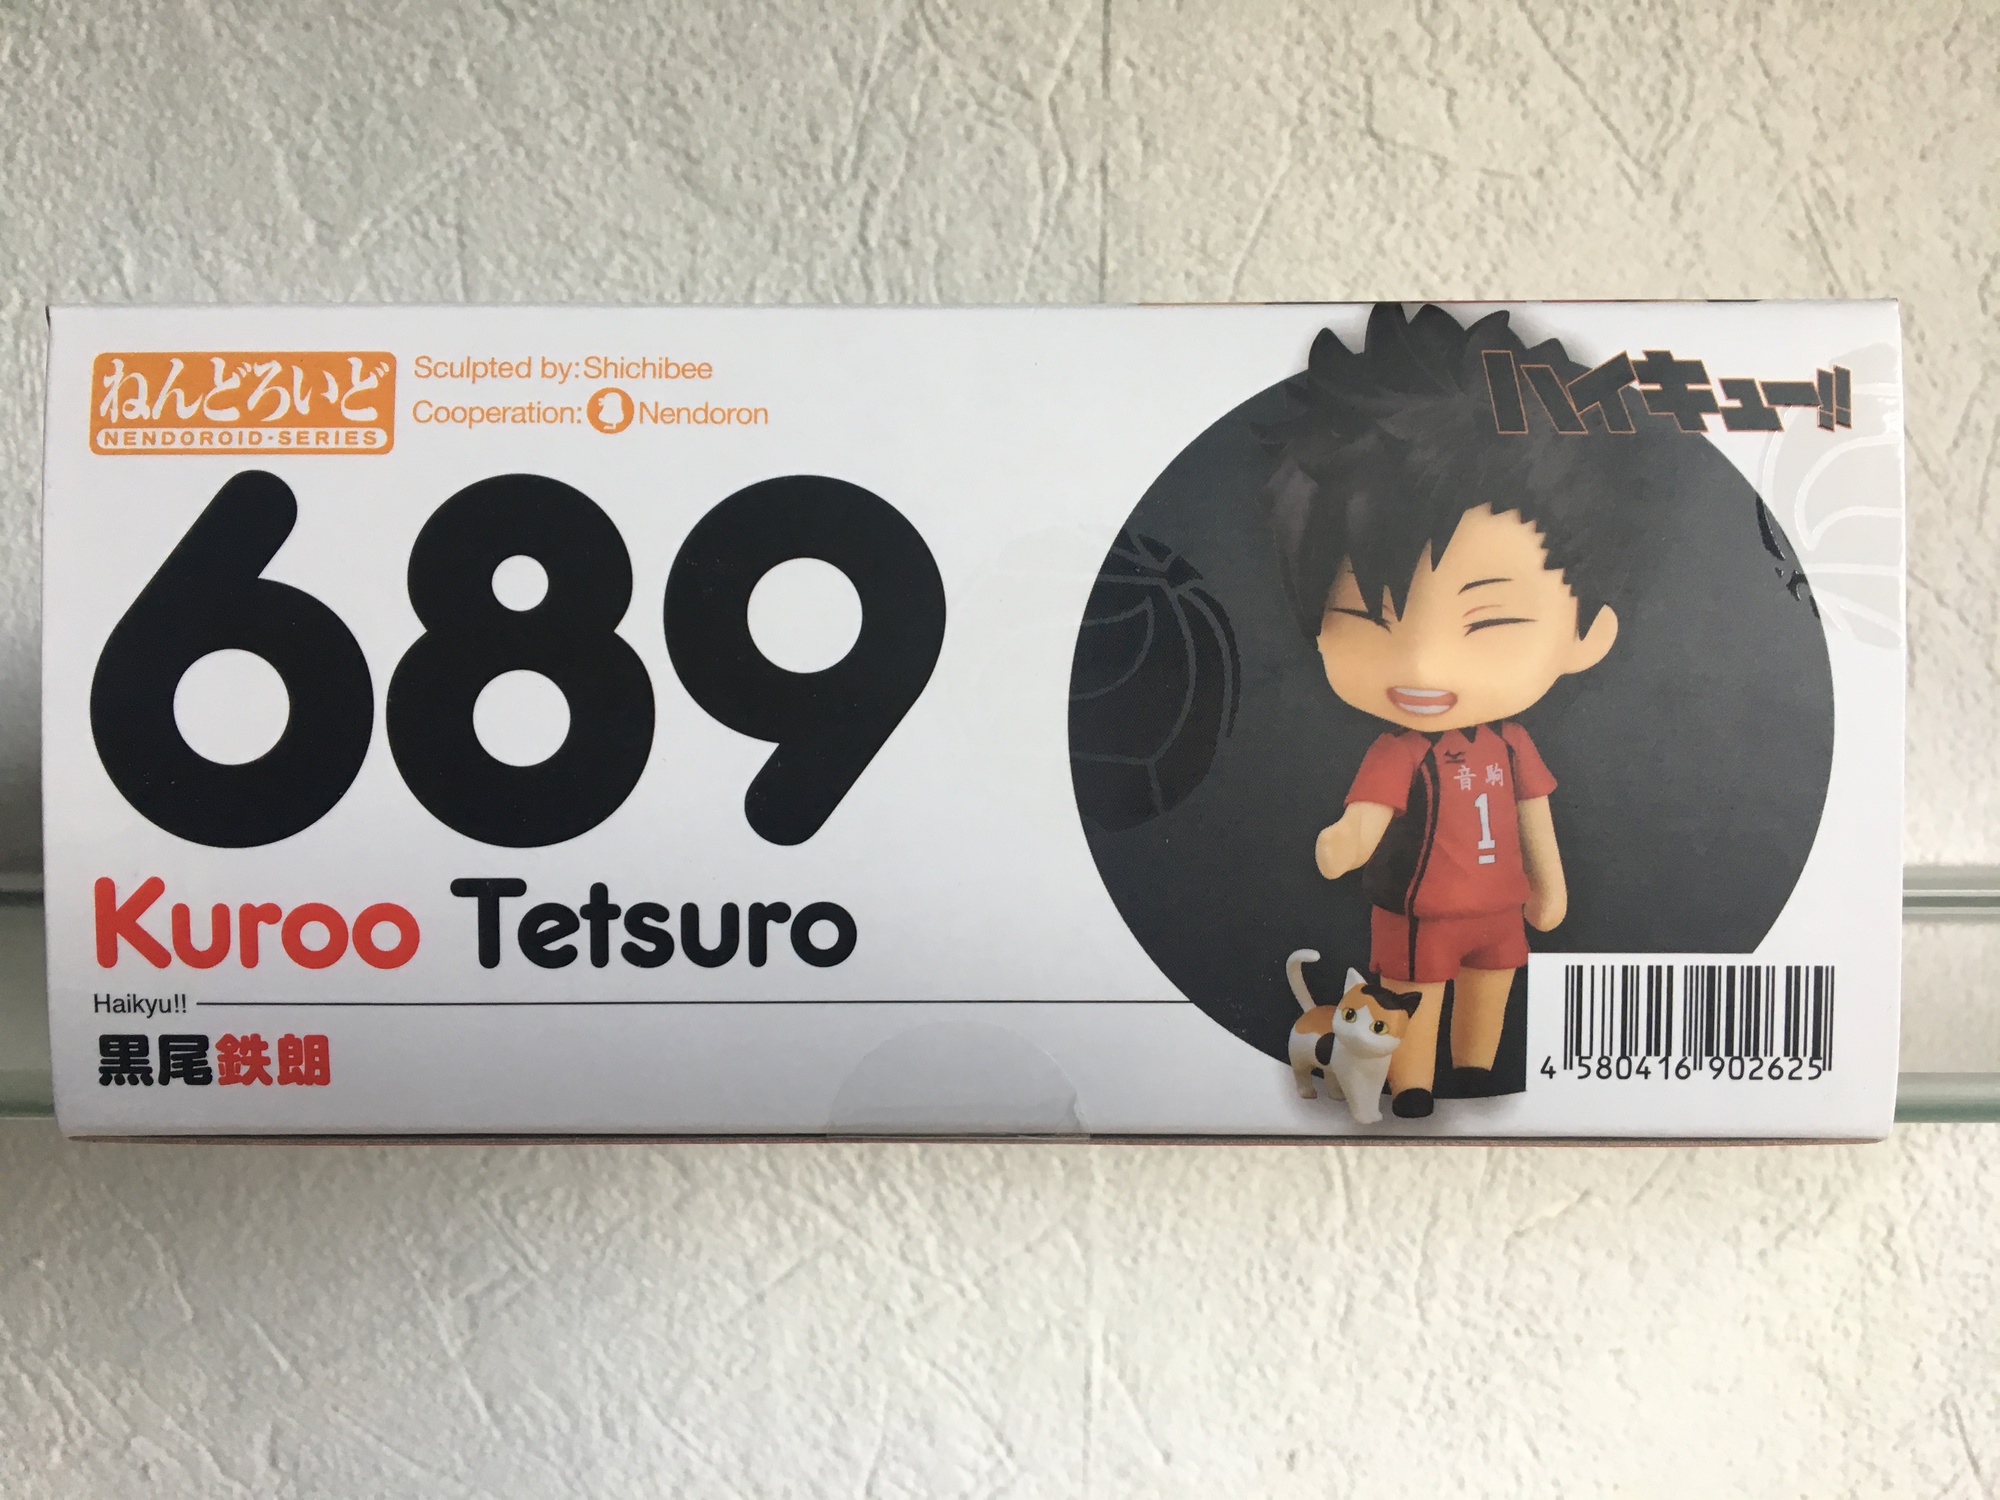 ねんどろいど
NENDOROID·SERIES
Sculpted by: Shichibee
Cooperation: Nendoron
689
Kuroo Tetsuro
Haikyu!!
黒尾鉄朗
ハイキュー!!
音駒
1
4 580416 902625